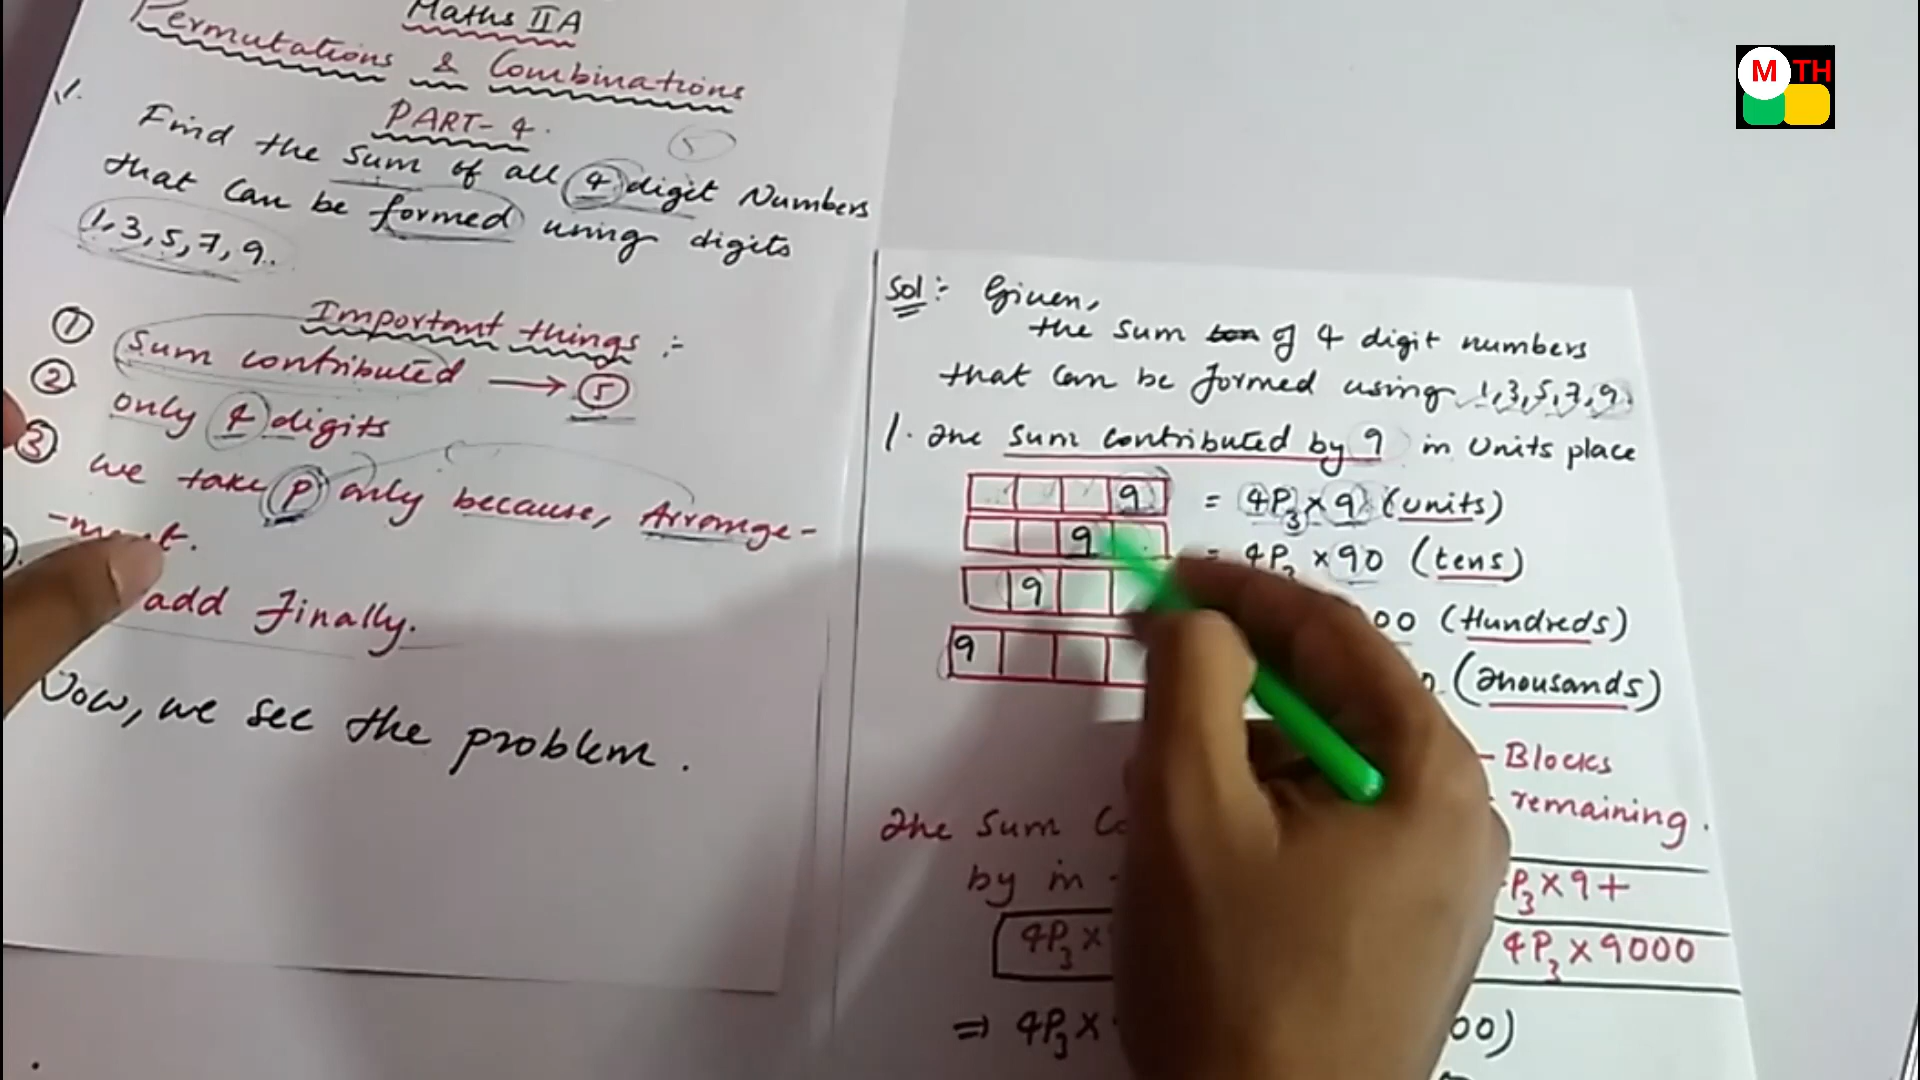 Maths IIA
Permutations & Combinations
PART-4.
1. Find the sum of all 4 digit Numbers
that can be formed using digits
1,3,5,7,9.
5
Important things :-
① Sum contributed → ⑤
② only 4 digits
③ we take P only because, Arrange-
-ment.
add finally.
Now, we see the problem.
Sol:- Given,
the sum of 4 digit numbers
that can be formed using 1,3,5,7,9.
1. The sum contributed by 9 in Units place
9 = 4P3 × 9 (units)
9 = 4P3 × 90 (tens)
9 00 (Hundreds)
9 0 (Thousands)
- Blocks
remaining.
The sum Co
by in -
P3 × 9 +
4P3 ×
4P3 × 9000
⇒ 4P3 × 00)
M TH